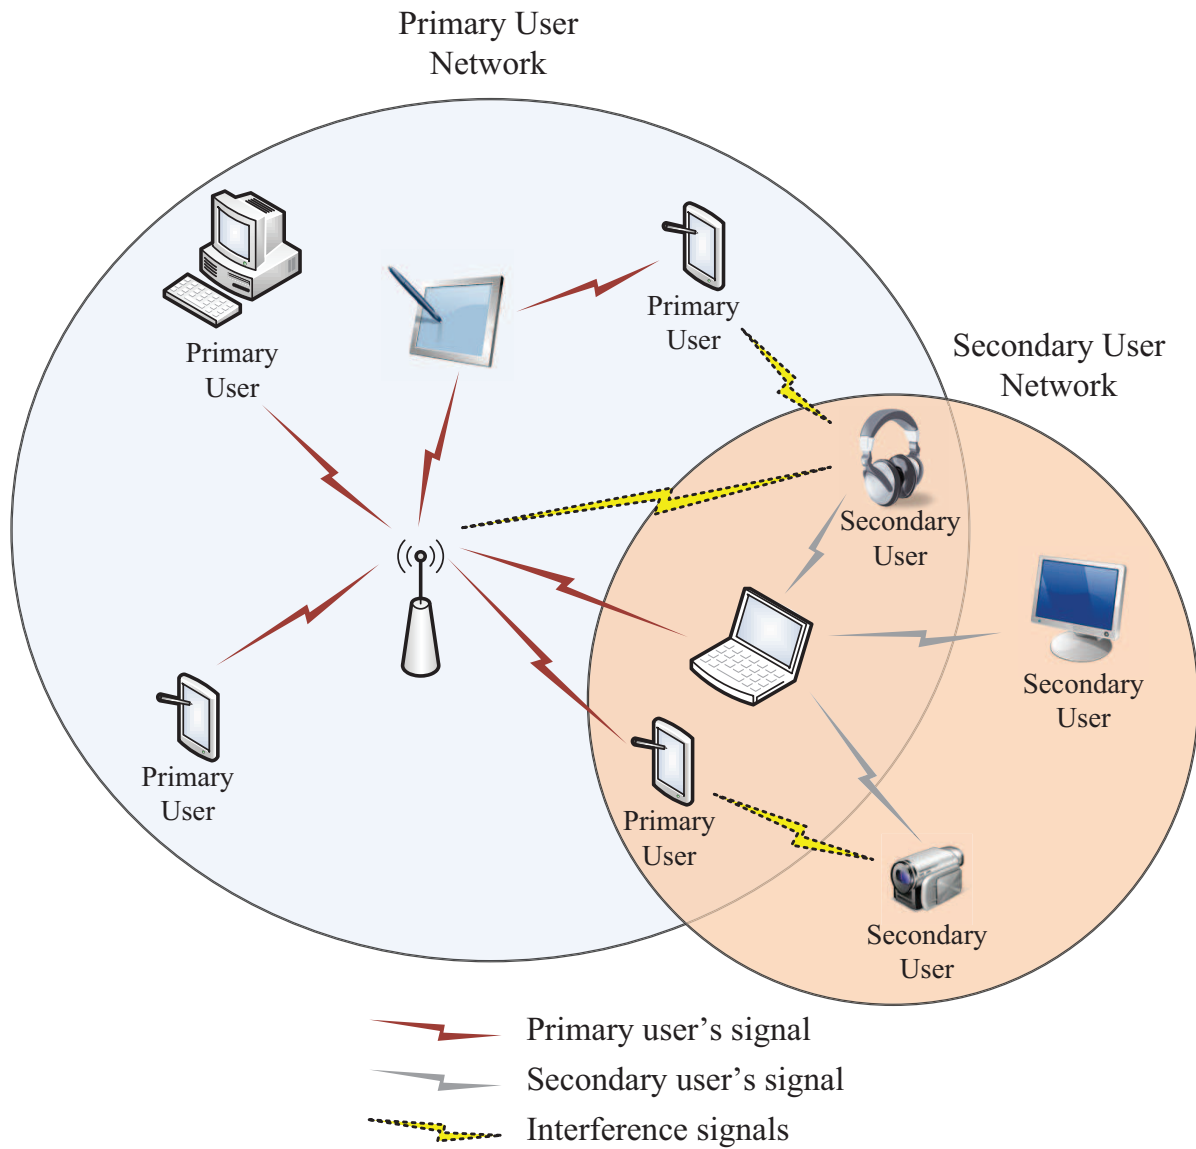 Primary User
Network
Primary
User
Primary
User
Secondary User
Network
Secondary
User
Secondary
User
Primary
User
Primary
User
Secondary
User
Primary user’s signal
Secondary user’s signal
Interference signals